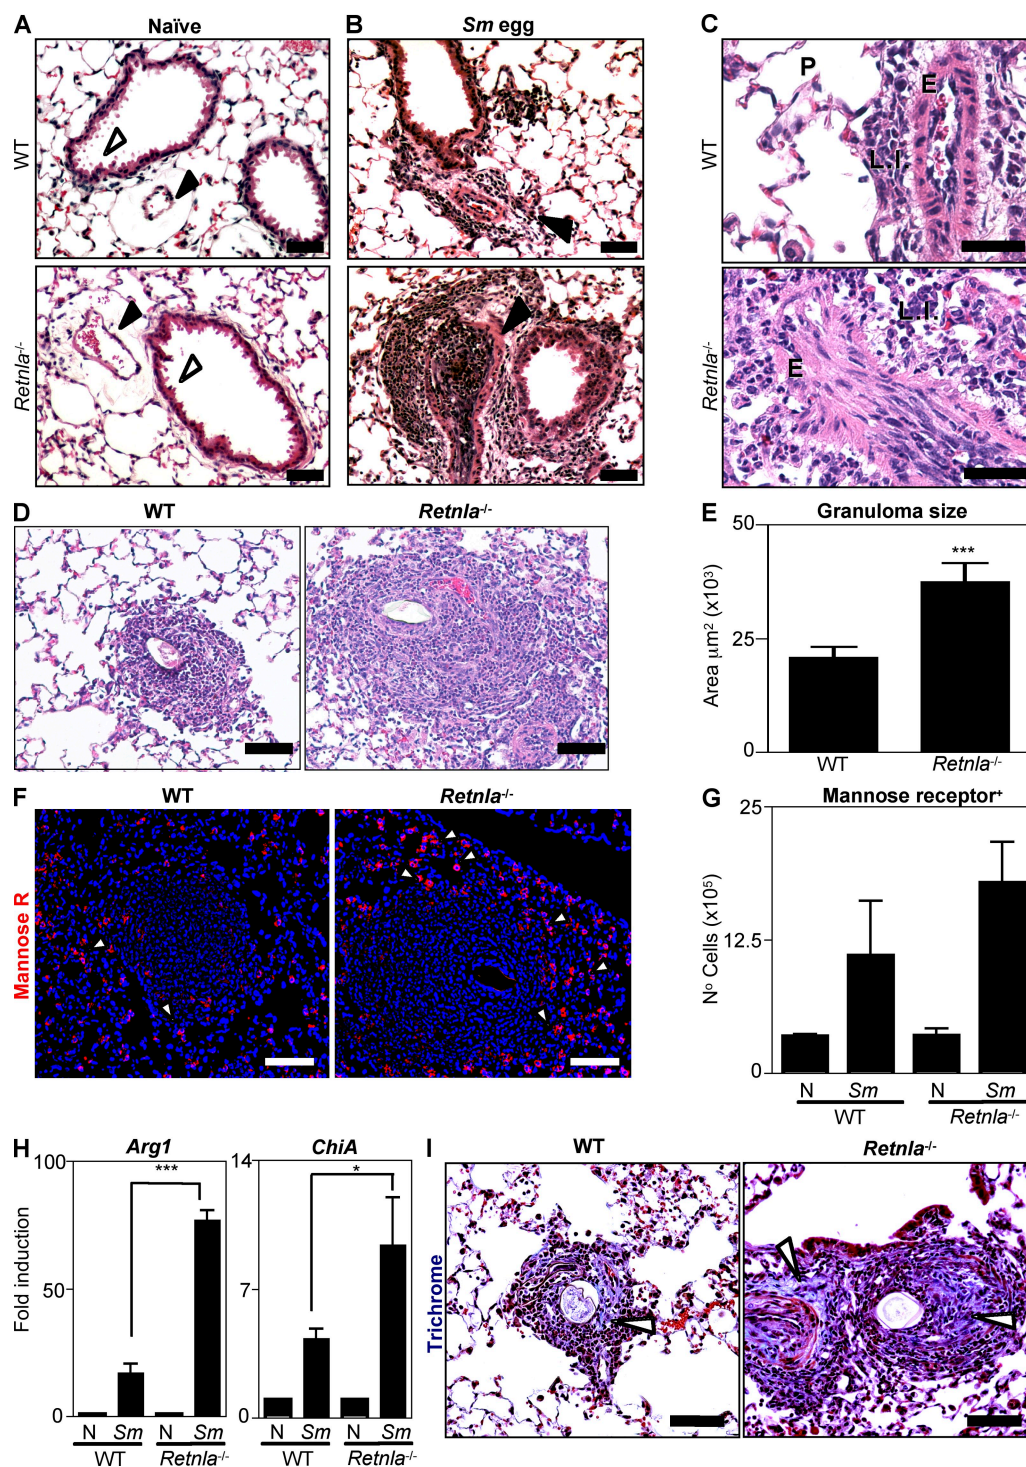 A Naïve B Sm egg C
WT
P
E
L.I.
WT
Retnla-/-
L.I.
E
Retnla-/-
D WT Retnla-/-
E Granuloma size
50
***
25
0
Area µm² (x10³)
WT Retnla-/-
F WT Retnla-/-
Mannose R
G Mannose receptor⁺
25
12.5
0
Nº Cells (x10⁵)
N Sm N Sm
WT Retnla-/-
H Arg1 ChiA
100
***
50
0
Fold induction
N Sm N Sm
WT Retnla-/-
14
*
7
0
N Sm N Sm
WT Retnla-/-
I WT Retnla-/-
Trichrome